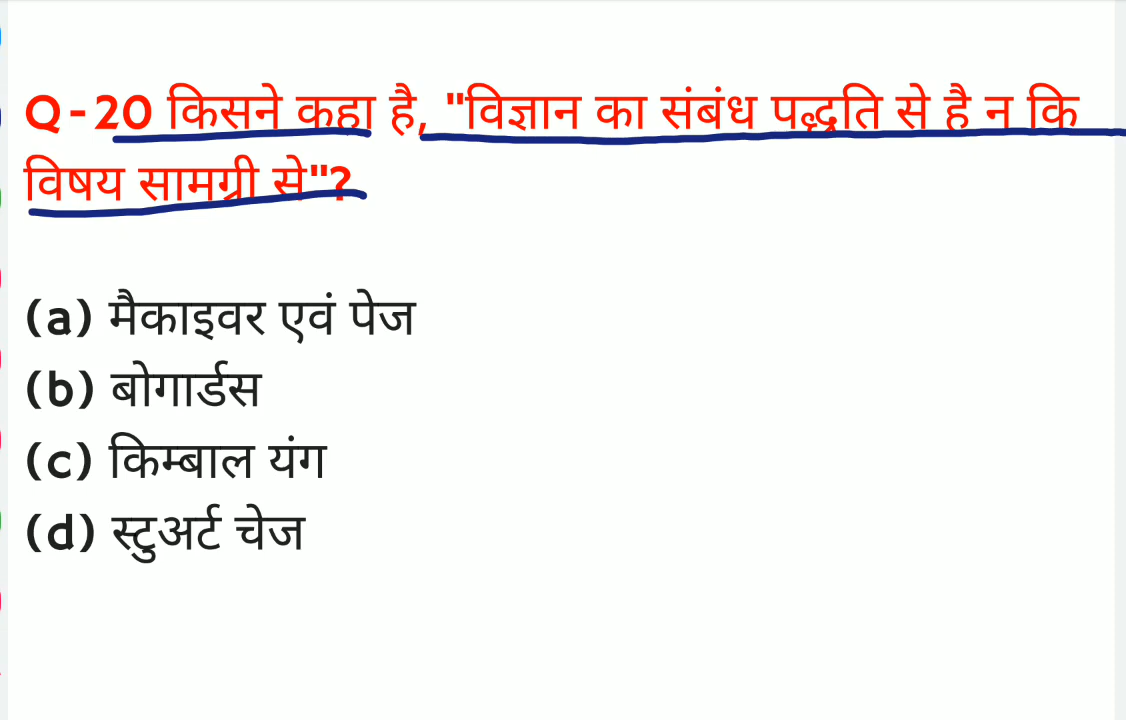 Q-20 किसने कहा है, "विज्ञान का संबंध पद्धति से है न कि
विषय सामग्री से"?
(a) मैकाइवर एवं पेज
(b) बोगार्डस
(c) किम्बाल यंग
(d) स्टुअर्ट चेज